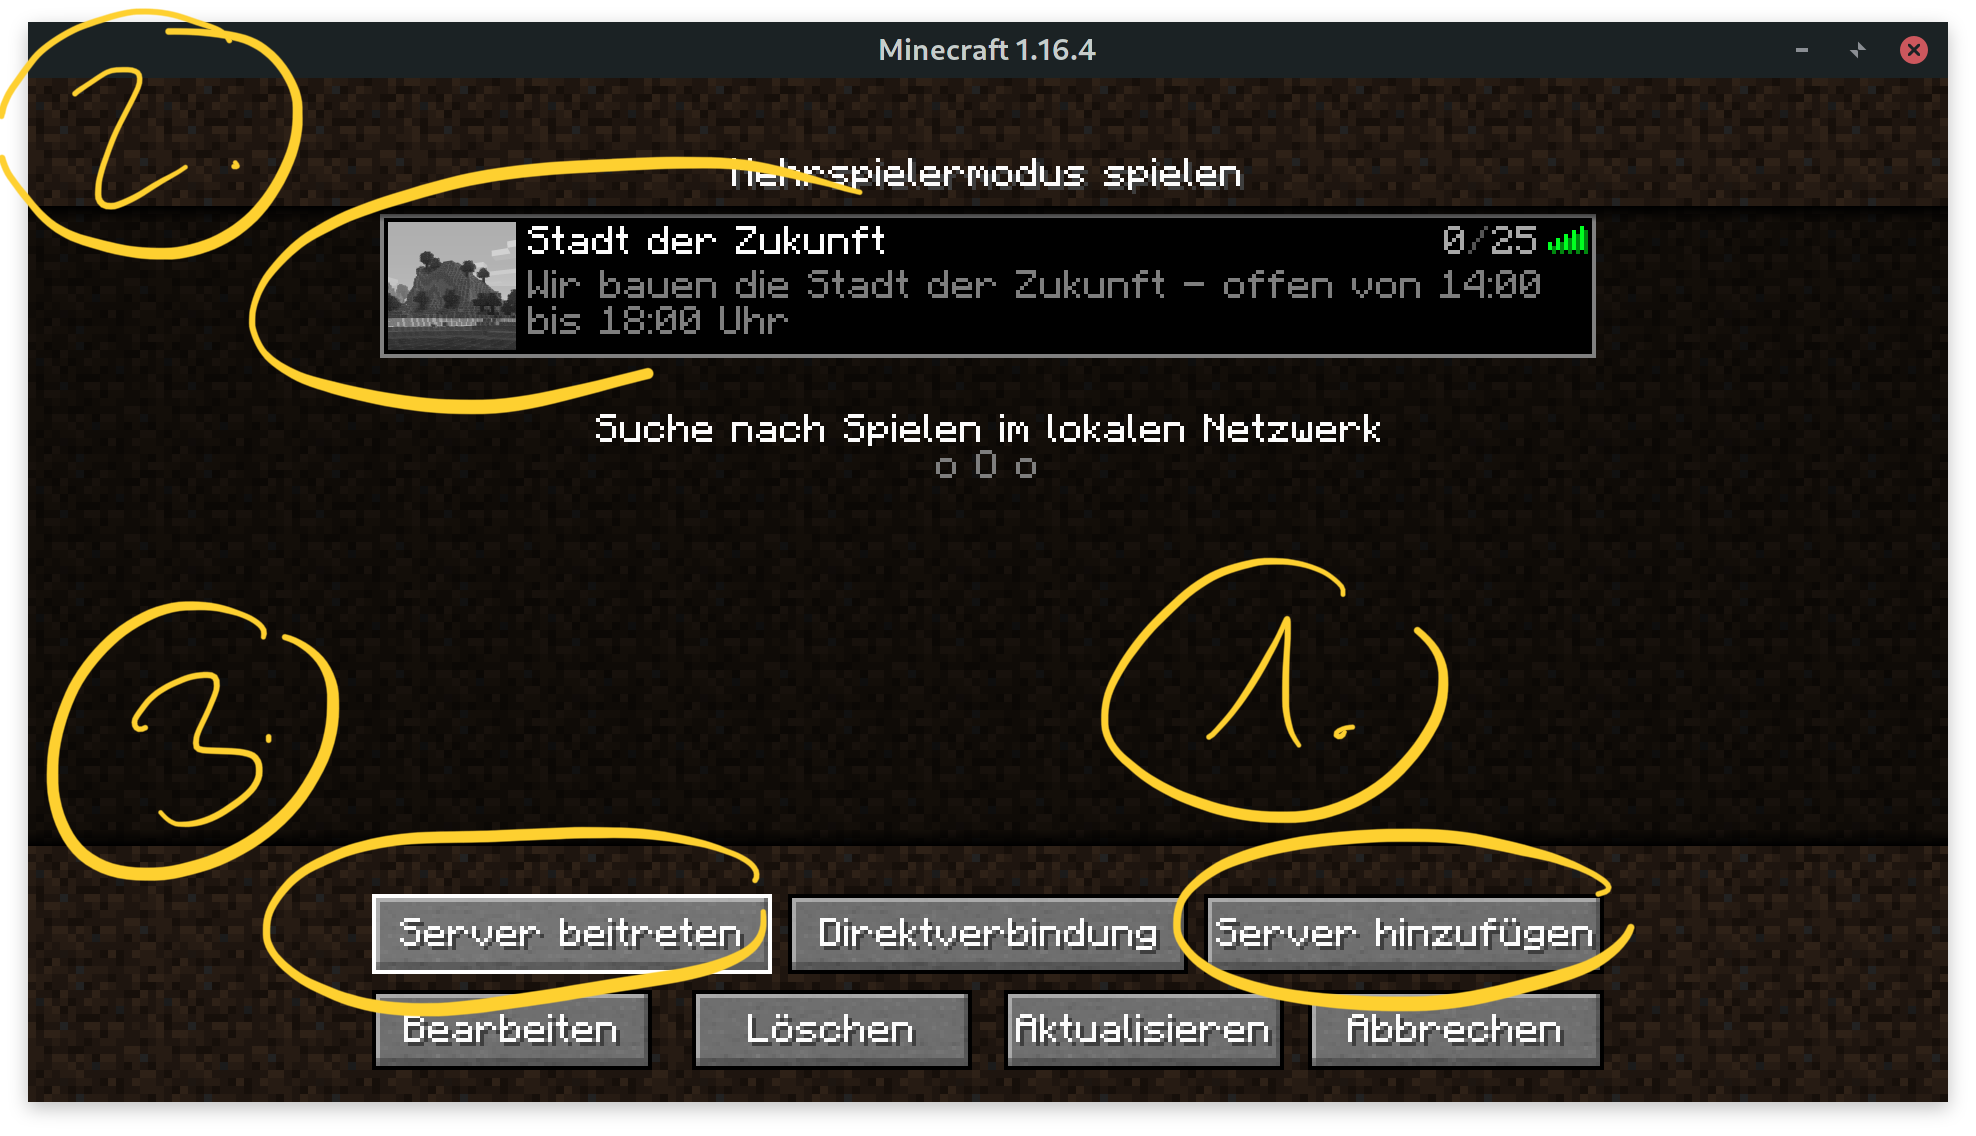 Minecraft 1.16.4
2.
Mehrspielermodus spielen
Stadt der Zukunft 0/25
Wir bauen die Stadt der Zukunft - offen von 14:00
bis 18:00 Uhr
Suche nach Spielen im lokalen Netzwerk
o O o
1.
3.
Server beitreten Direktverbindung Server hinzufügen
Bearbeiten Löschen Aktualisieren Abbrechen